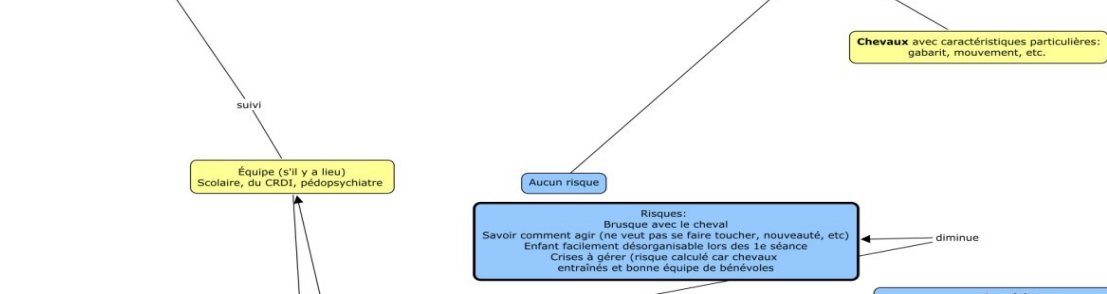 Chevaux avec caractéristiques particulières:
gabarit, mouvement, etc.
suivi
Équipe (s'il y a lieu)
Scolaire, du CRDI, pédopsychiatre
Aucun risque
Risques:
Brusque avec le cheval
Savoir comment agir (ne veut pas se faire toucher, nouveauté, etc)
Enfant facilement désorganisable lors des 1e séance
Crises à gérer (risque calculé car chevaux
entraînés et bonne équipe de bénévoles
diminue